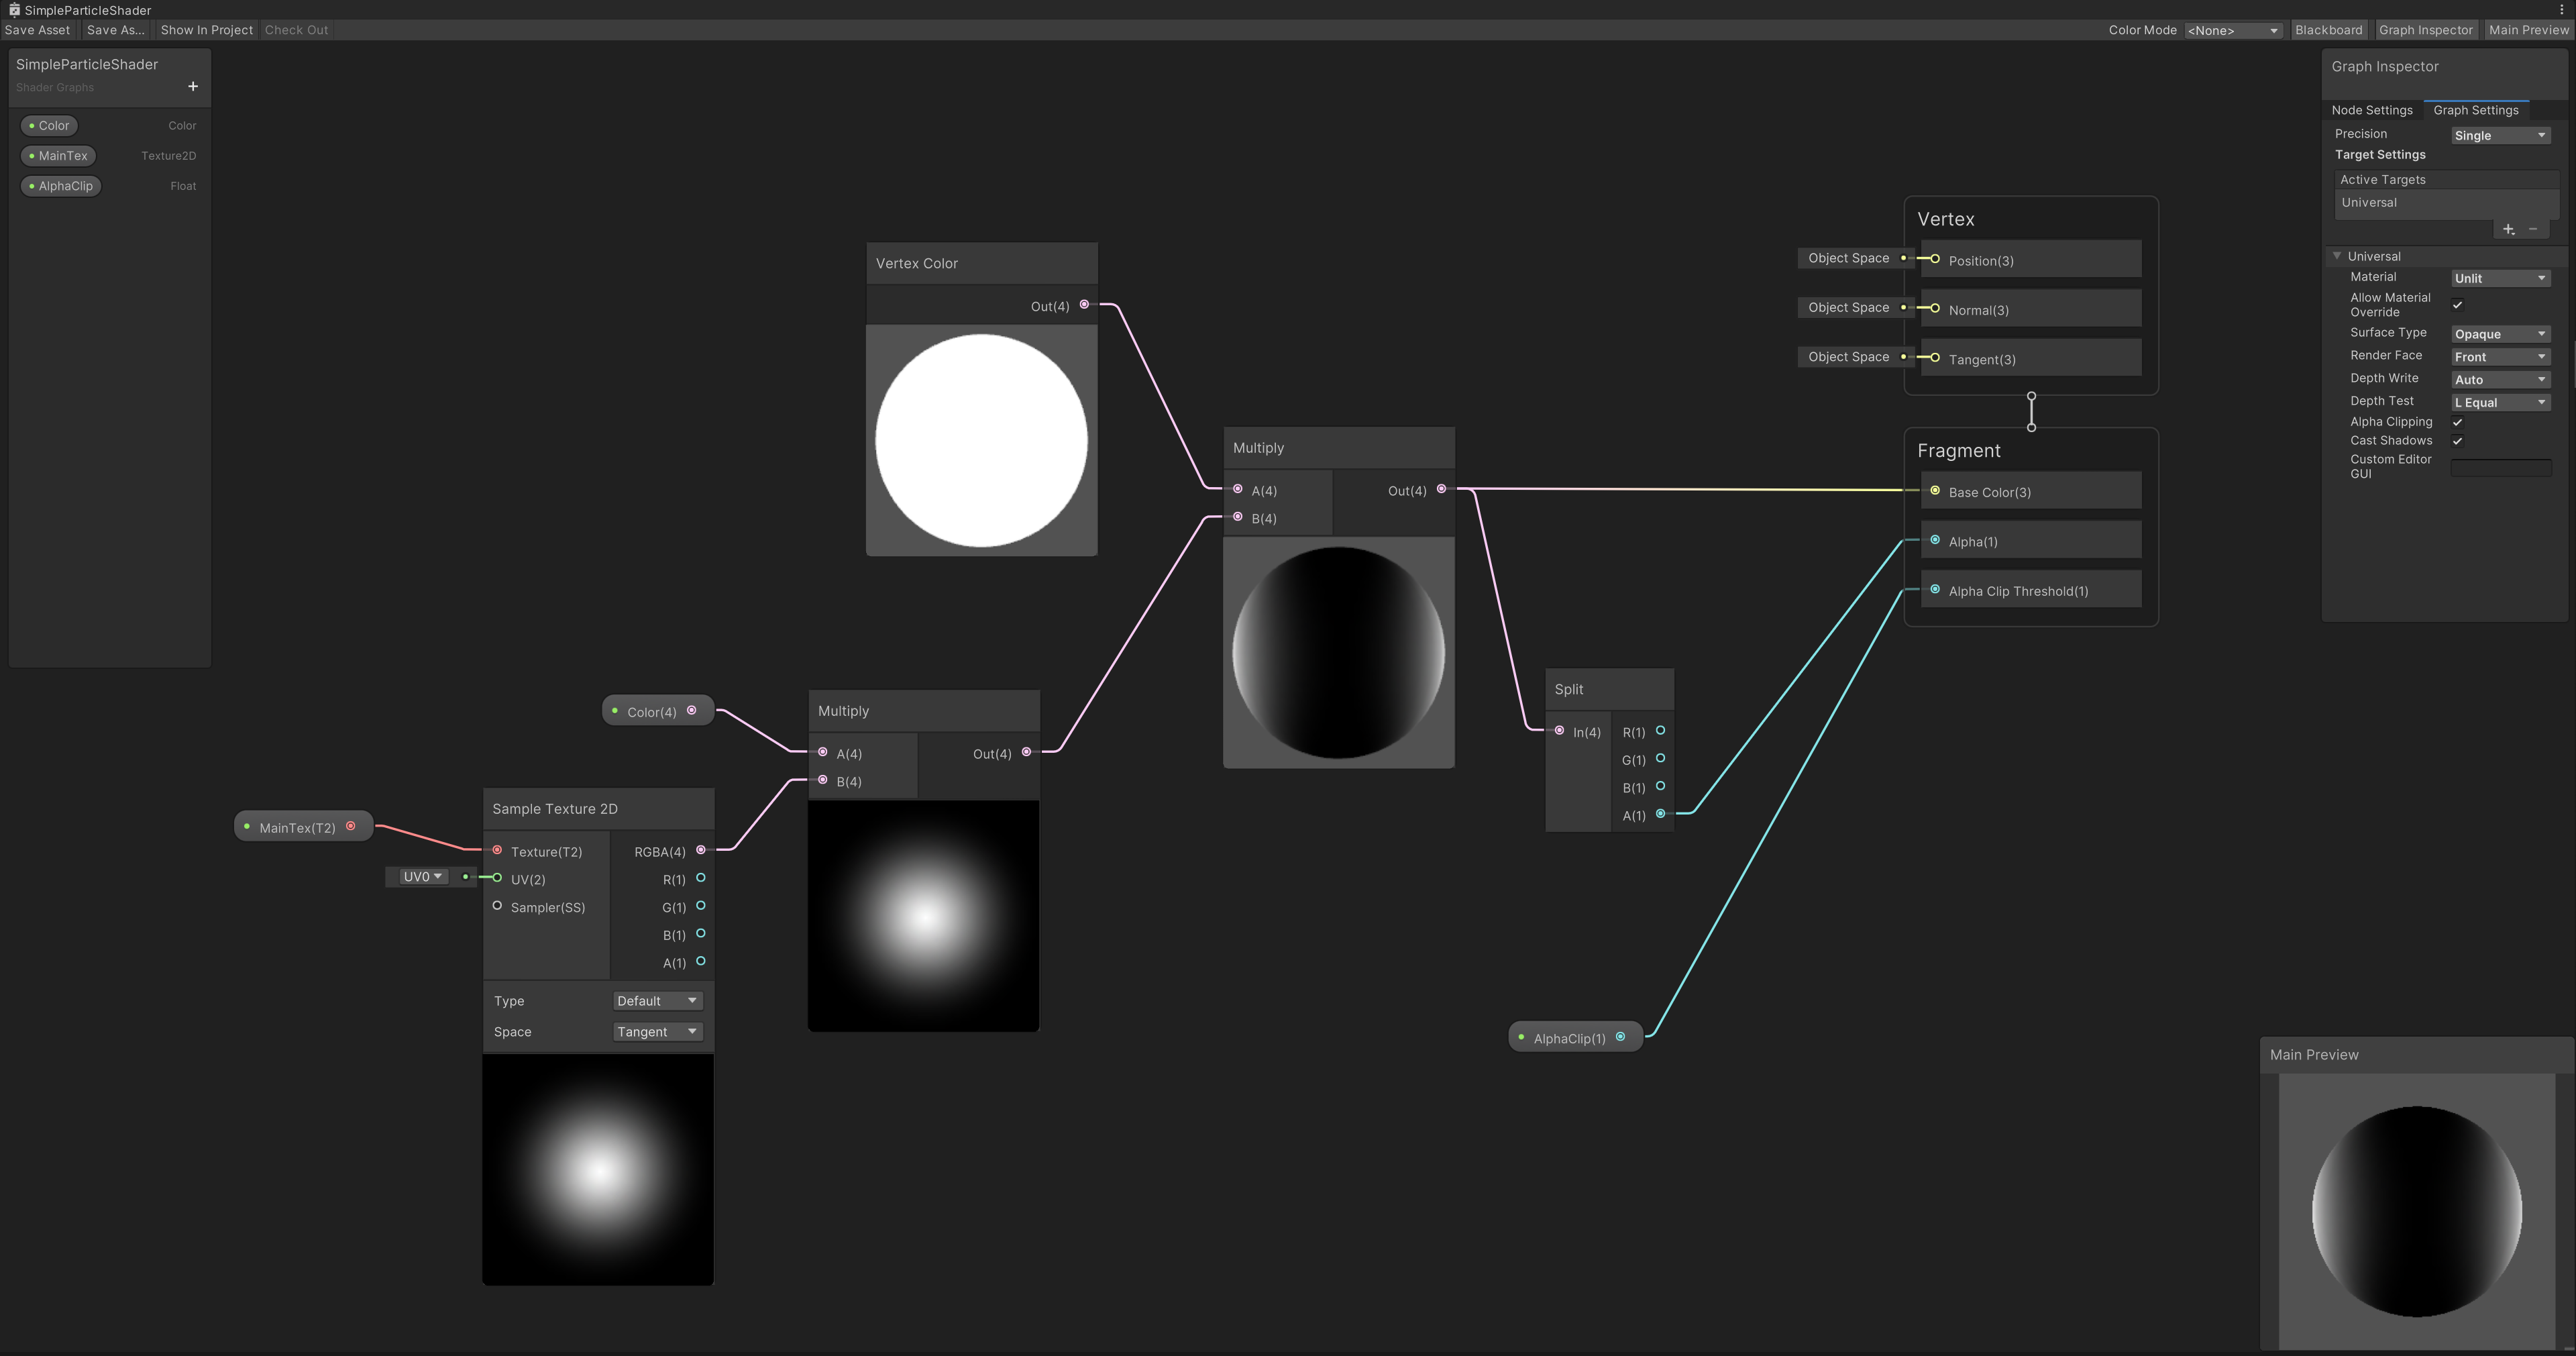 SimpleParticleShader
Save Asset Save As... Show In Project Check Out Color Mode <None> Blackboard Graph Inspector Main Preview
SimpleParticleShader
Shader Graphs
+
Color Color
MainTex Texture2D
AlphaClip Float
Vertex Color
Out(4)
Multiply
A(4) Out(4)
B(4)
Color(4)
Multiply
A(4) Out(4)
B(4)
MainTex(T2)
UV0
Sample Texture 2D
Texture(T2) RGBA(4)
UV(2) R(1)
Sampler(SS) G(1)
B(1)
A(1)
Type Default
Space Tangent
Split
In(4) R(1)
G(1)
B(1)
A(1)
AlphaClip(1)
Vertex
Object Space Position(3)
Object Space Normal(3)
Object Space Tangent(3)
Fragment
Base Color(3)
Alpha(1)
Alpha Clip Threshold(1)
Graph Inspector
Node Settings Graph Settings
Precision Single
Target Settings
Active Targets
Universal
Universal
Material Unlit
Allow Material
Override
Surface Type Opaque
Render Face Front
Depth Write Auto
Depth Test L Equal
Alpha Clipping
Cast Shadows
Custom Editor
GUI
Main Preview